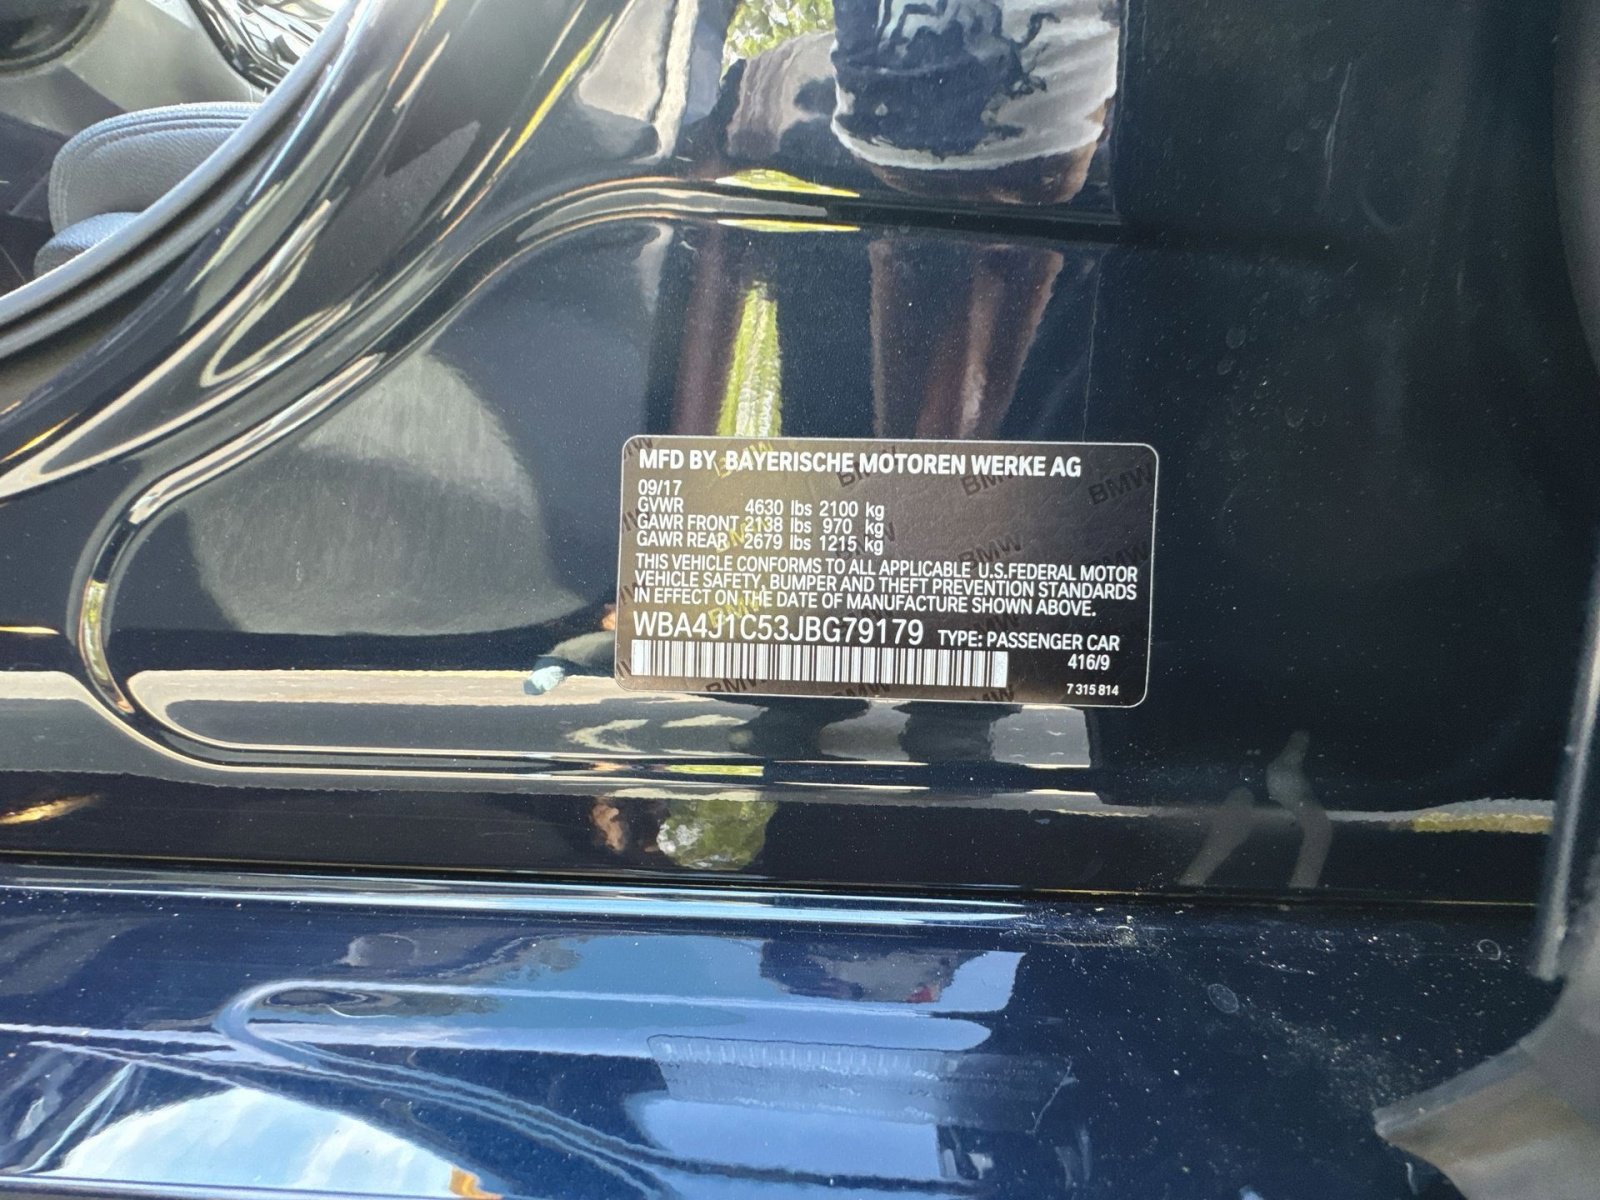 MFD BY BAYERISCHE MOTOREN WERKE AG
09/17
GVWR 4630 lbs 2100 kg
GAWR FRONT 2138 lbs 970 kg
GAWR REAR 2679 lbs 1215 kg
THIS VEHICLE CONFORMS TO ALL APPLICABLE U.S.FEDERAL MOTOR
VEHICLE SAFETY, BUMPER AND THEFT PREVENTION STANDARDS
IN EFFECT ON THE DATE OF MANUFACTURE SHOWN ABOVE.
WBA4J1C53JBG79179 TYPE: PASSENGER CAR
416/9
7 315 814